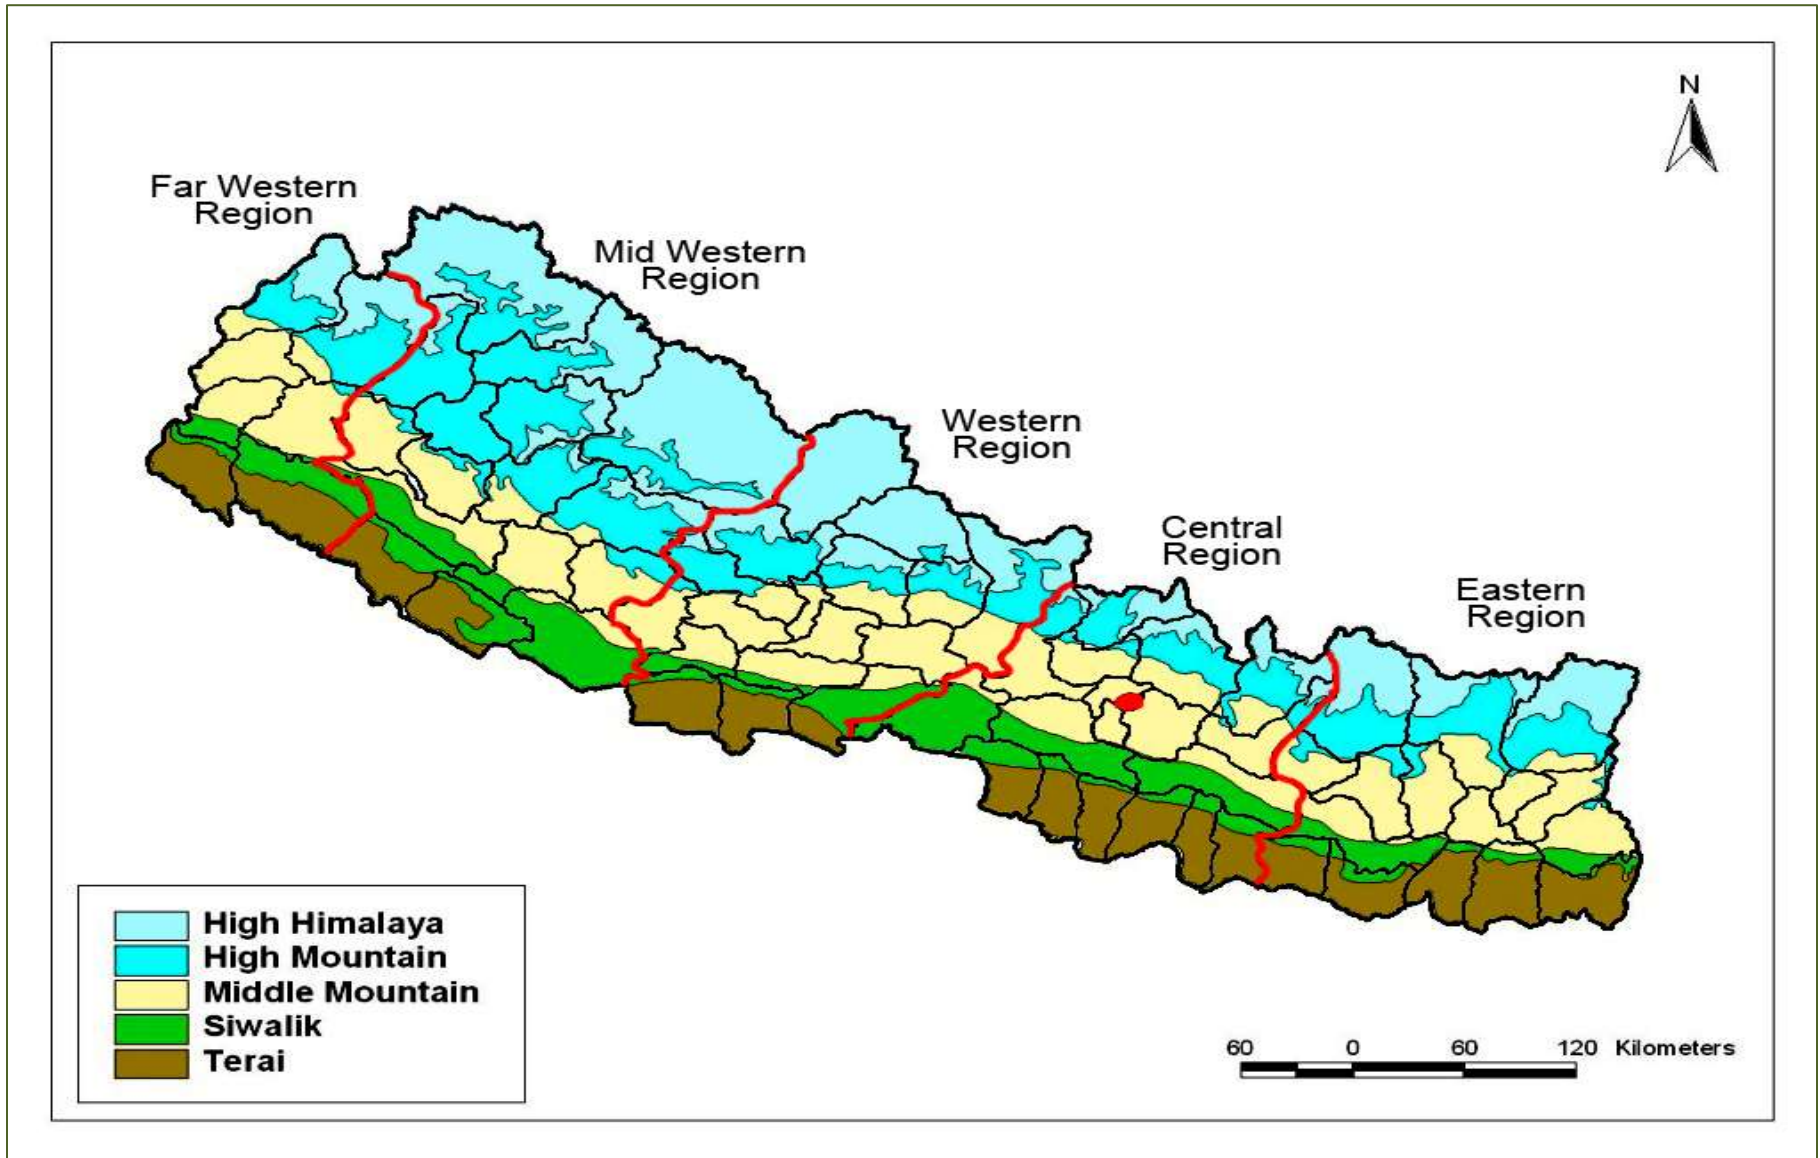 N
Far Western
Region
Mid Western
Region
Western
Region
Central
Region
Eastern
Region
High Himalaya
High Mountain
Middle Mountain
Siwalik
Terai
60 0 60 120 Kilometers